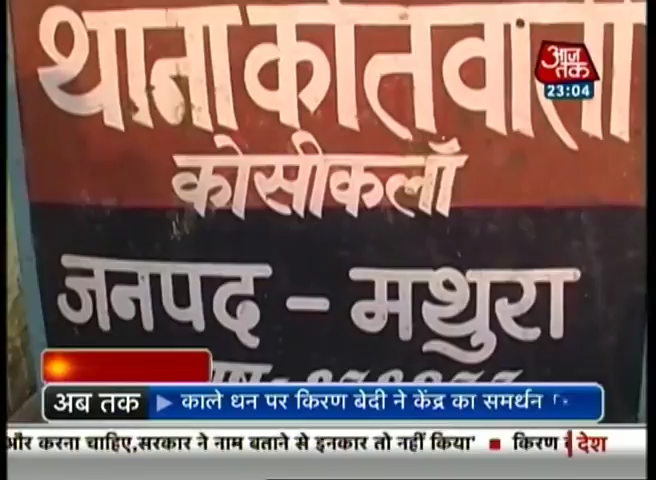 थाना कोतवाली
आज तक
23:04
कोसीकलाँ
जनपद - मथुरा
अब तक ▶ काले धन पर किरण बेदी ने केंद्र का समर्थन
और करना चाहिए,सरकार ने नाम बताने से इनकार तो नहीं किया' ■ किरण देश